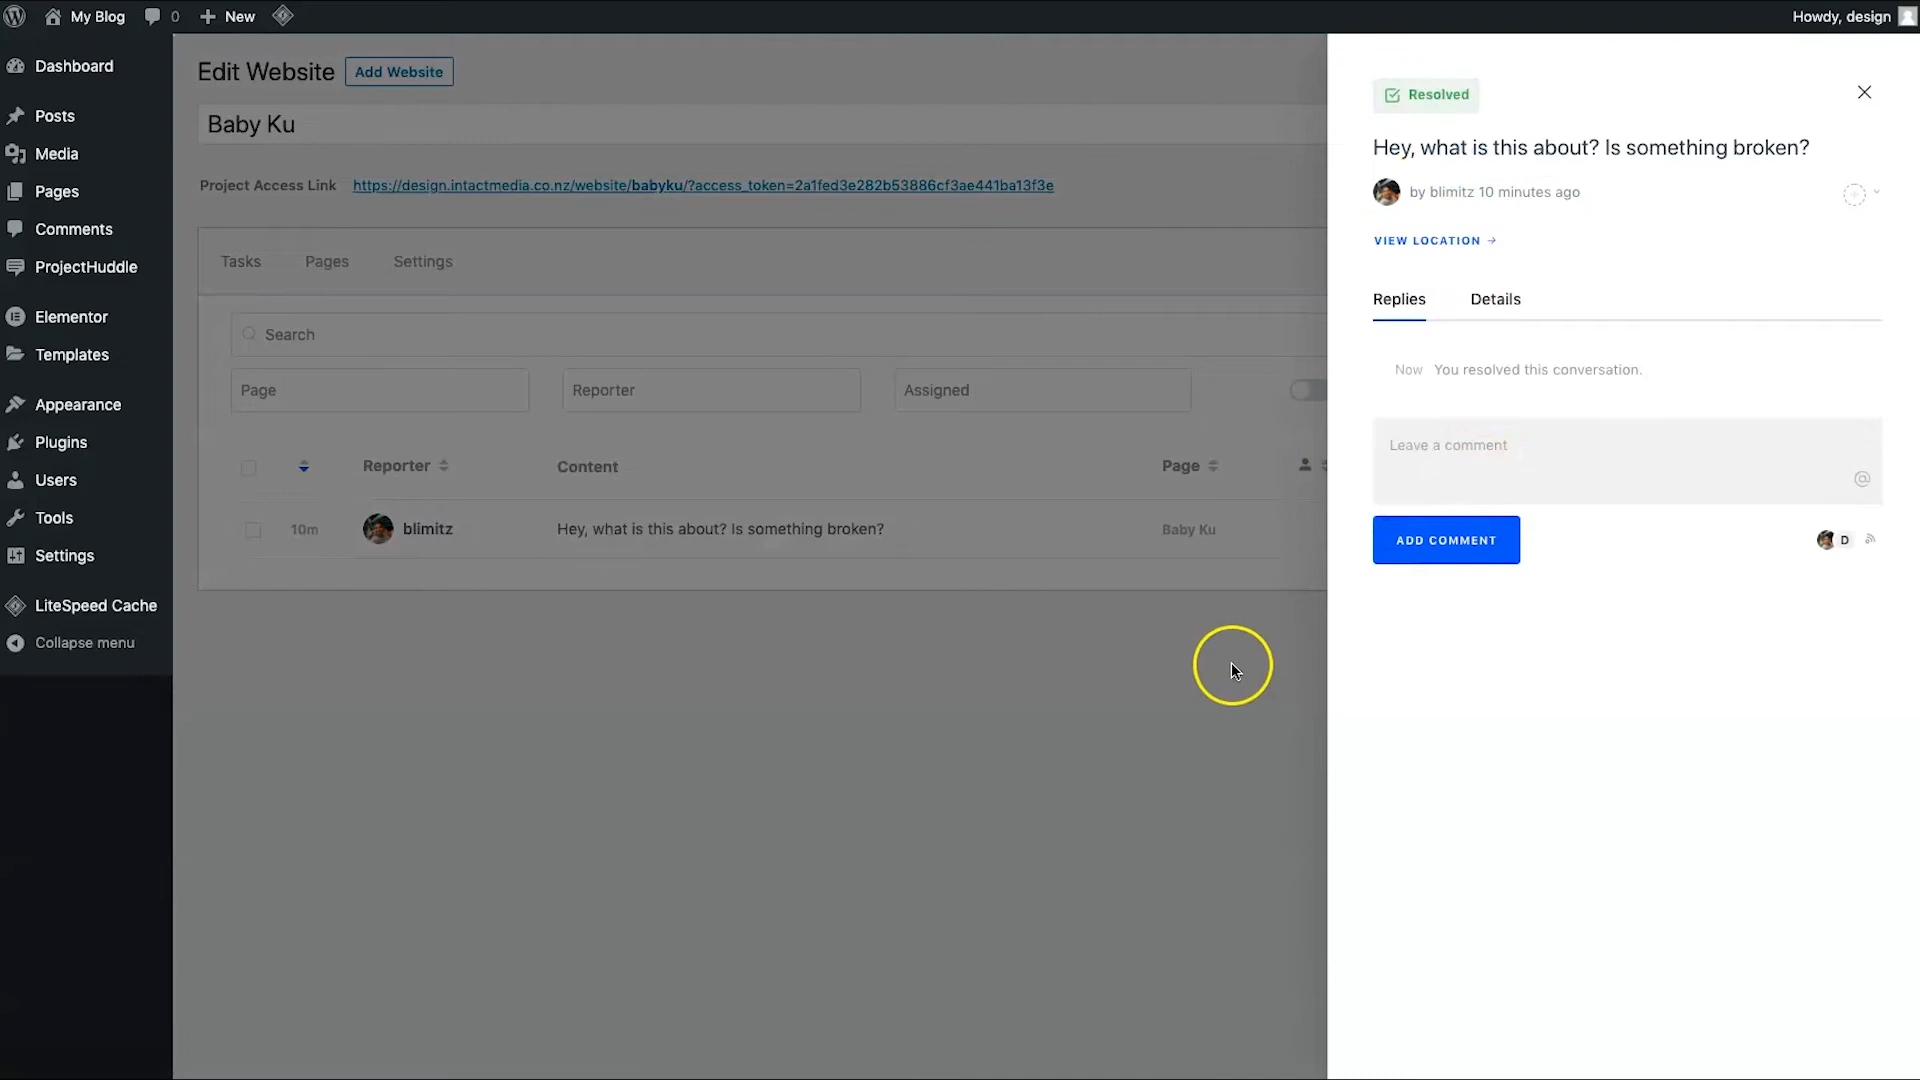 My Blog 0 New
Howdy, design
Dashboard
Posts
Media
Pages
Comments
ProjectHuddle
Elementor
Templates
Appearance
Plugins
Users
Tools
Settings
LiteSpeed Cache
Collapse menu
Edit Website Add Website
Baby Ku
Project Access Link https://design.intactmedia.co.nz/website/babyku/?access_token=2a1fed3e282b53886cf3ae441ba13f3e
Tasks Pages Settings
Search
Page Reporter Assigned
Reporter Content Page
10m blimitz Hey, what is this about? Is something broken? Baby Ku
Resolved
Hey, what is this about? Is something broken?
by blimitz 10 minutes ago
VIEW LOCATION →
Replies Details
Now You resolved this conversation.
Leave a comment
@
ADD COMMENT D